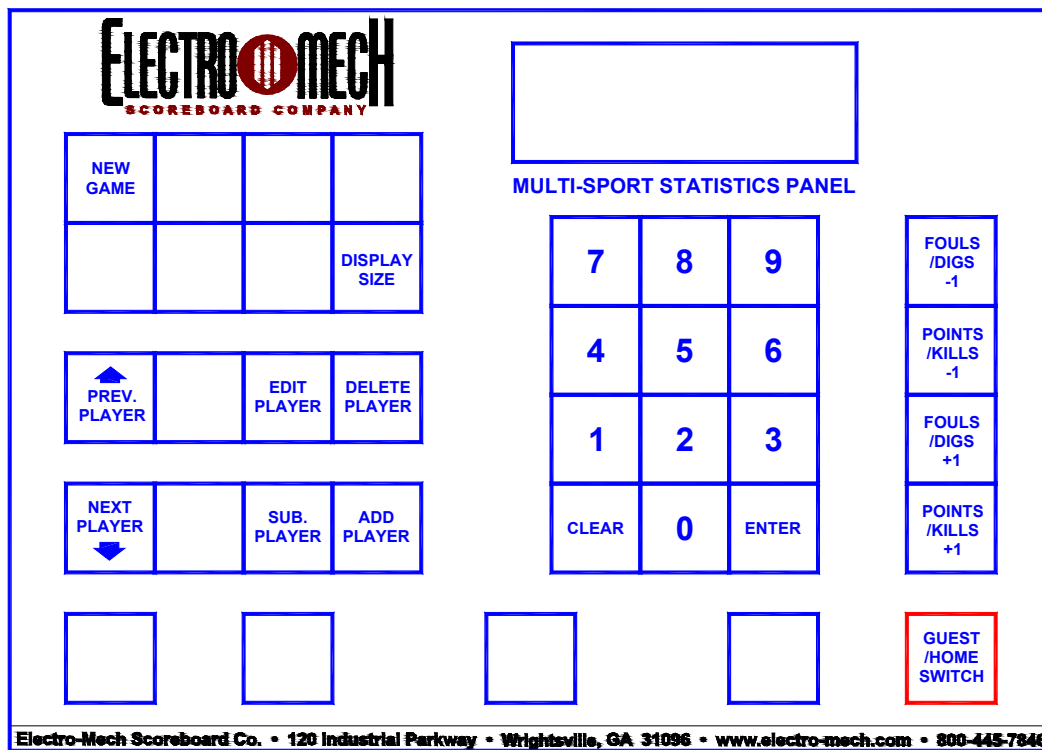 ELECTRO MECH
SCOREBOARD COMPANY
MULTI-SPORT STATISTICS PANEL
NEW
GAME
DISPLAY
SIZE
PREV.
PLAYER
EDIT
PLAYER
DELETE
PLAYER
NEXT
PLAYER
SUB.
PLAYER
ADD
PLAYER
7 8 9
4 5 6
1 2 3
CLEAR 0 ENTER
FOULS
/DIGS
-1
POINTS
/KILLS
-1
FOULS
/DIGS
+1
POINTS
/KILLS
+1
GUEST
/HOME
SWITCH
Electro-Mech Scoreboard Co. • 120 Industrial Parkway • Wrightsville, GA 31096 • www.electro-mech.com • 800-445-7846